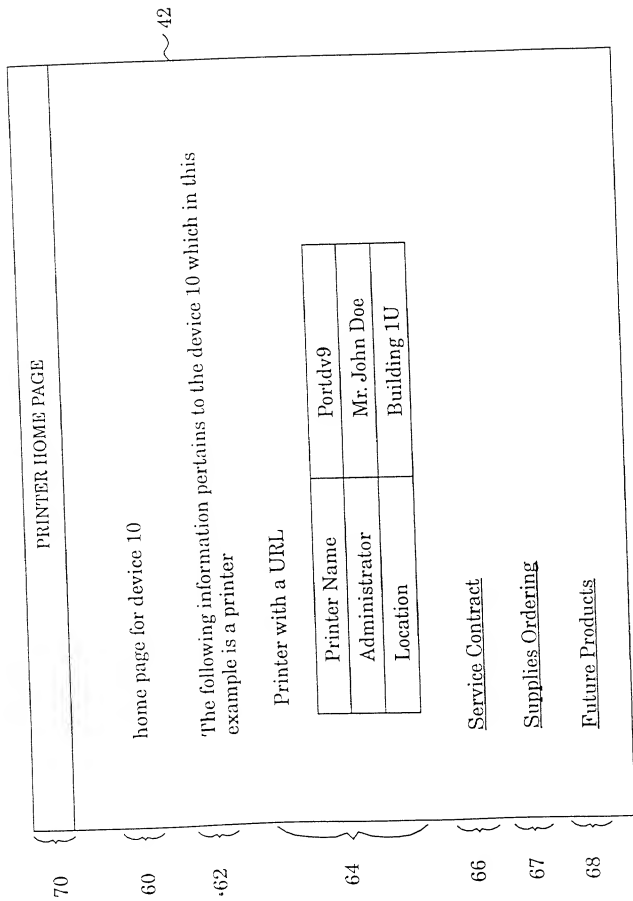 42
70
PRINTER HOME PAGE
60
home page for device 10
62
The following information pertains to the device 10 which in this
example is a printer
64
Printer with a URL
Printer Name Portdv9
Administrator Mr. John Doe
Location Building 1U
66
Service Contract
67
Supplies Ordering
68
Future Products